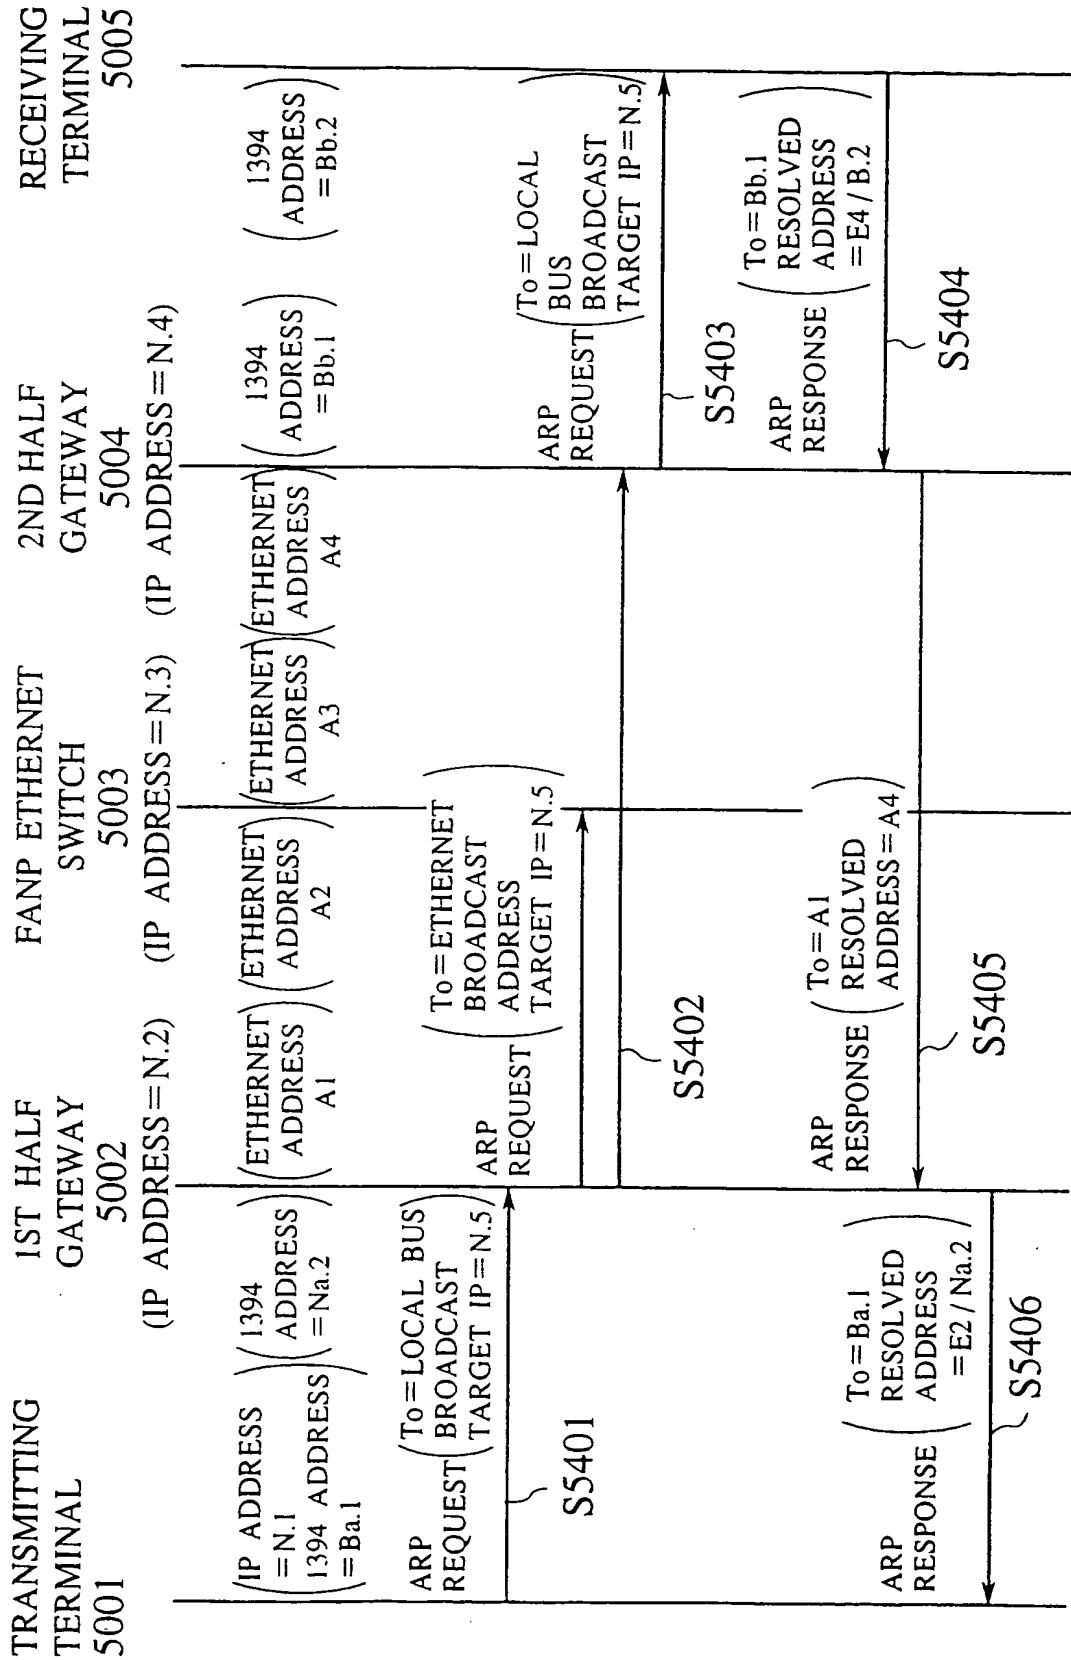 TRANSMITTING
TERMINAL
5001
1ST HALF
GATEWAY
5002
(IP ADDRESS=N.2)
FANP ETHERNET
SWITCH
5003
(IP ADDRESS=N.3)
2ND HALF
GATEWAY
5004
(IP ADDRESS=N.4)
RECEIVING
TERMINAL
5005
(IP ADDRESS
=N.1
1394 ADDRESS
=Ba.1)
(1394
ADDRESS
=Na.2)
(ETHERNET
ADDRESS
A1)
(ETHERNET
ADDRESS
A2)
(ETHERNET
ADDRESS
A3)
(ETHERNET
ADDRESS
A4)
(1394
ADDRESS
=Bb.1)
(1394
ADDRESS
=Bb.2)
ARP
REQUEST
(To=LOCAL BUS
BROADCAST
TARGET IP=N.5)
S5401
ARP
REQUEST
(To=ETHERNET
BROADCAST
ADDRESS
TARGET IP=N.5)
S5402
ARP
REQUEST
(To=LOCAL
BUS
BROADCAST
TARGET IP=N.5)
S5403
ARP
RESPONSE
(To=Bb.1
RESOLVED
ADDRESS
=E4/B.2)
S5404
ARP
RESPONSE
(To=A1
RESOLVED
ADDRESS=A4)
S5405
ARP
RESPONSE
(To=Ba.1
RESOLVED
ADDRESS
=E2/Na.2)
S5406